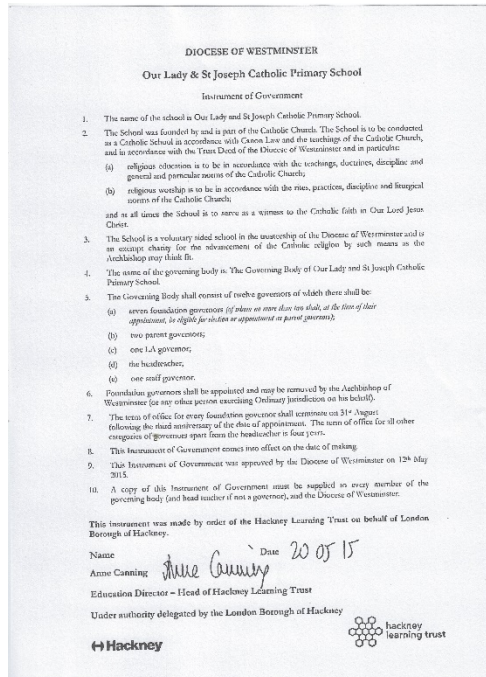 DIOCESE OF WESTMINSTER
Our Lady & St Joseph Catholic Primary School
Instrument of Government
1. The name of the school is Our Lady and St Joseph Catholic Primary School.
2. The School was founded by and is part of the Catholic Church. The School is to be conducted
as a Catholic School in accordance with Canon Law and the teachings of the Catholic Church,
and in accordance with the Trust Deed of the Diocese of Westminster and in particular:
(a) religious education is to be in accordance with the teachings, doctrines, discipline and
general and particular norms of the Catholic Church;
(b) religious worship is to be in accordance with the rites, practices, discipline and liturgical
norms of the Catholic Church;
and at all times the School is to serve as a witness to the Catholic faith in Our Lord Jesus
Christ.
3. The School is a voluntary aided school in the trusteeship of the Diocese of Westminster and is
an exempt charity for the advancement of the Catholic religion by such means as the
Archbishop may think fit.
4. The name of the governing body is: The Governing Body of Our Lady and St Joseph Catholic
Primary School.
5. The Governing Body shall consist of twelve governors of which there shall be:
(a) seven foundation governors (of whom no more than two shall, at the time of their
appointment, be eligible for election or appointment as parent governors);
(b) two parent governors;
(c) one LA governor;
(d) the headteacher;
(e) one staff governor.
6. Foundation governors shall be appointed and may be removed by the Archbishop of
Westminster (or any other person exercising Ordinary jurisdiction on his behalf).
7. The term of office for every foundation governor shall terminate on 31st August
following the third anniversary of the date of appointment. The term of office for all other
categories of governors apart from the headteacher is four years.
8. This Instrument of Government comes into effect on the date of making.
9. This Instrument of Government was approved by the Diocese of Westminster on 12th May
2015.
10. A copy of this Instrument of Government must be supplied to every member of the
governing body (and head teacher if not a governor), and the Diocese of Westminster.
This instrument was made by order of the Hackney Learning Trust on behalf of London
Borough of Hackney.
Name Date 20 05 15
Anne Canning Anne Canning
Education Director – Head of Hackney Learning Trust
Under authority delegated by the London Borough of Hackney
Hackney
hackney
learning trust